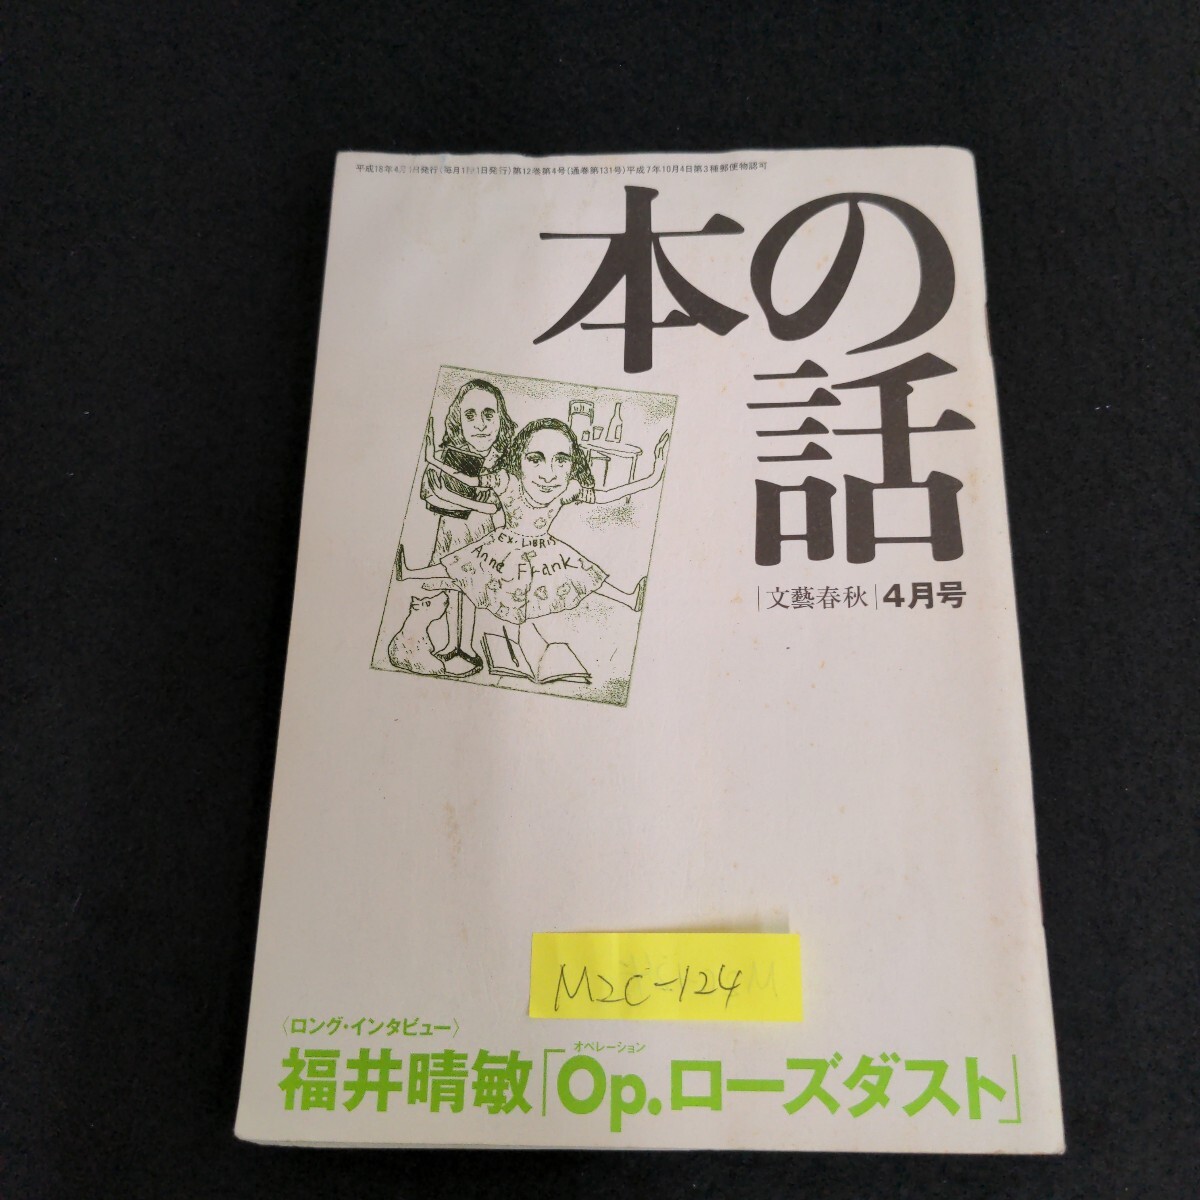 平成18年4月1日発行(毎月1回1日発行)第12巻第4号(通巻第131号)平成7年10月4日第3種郵便物認可
本の
話
文藝春秋 4月号
EX-LIBRIS
Anne Frank
M2C-124
〈ロング・インタビュー〉
オペレーション
福井晴敏「Op.ローズダスト」